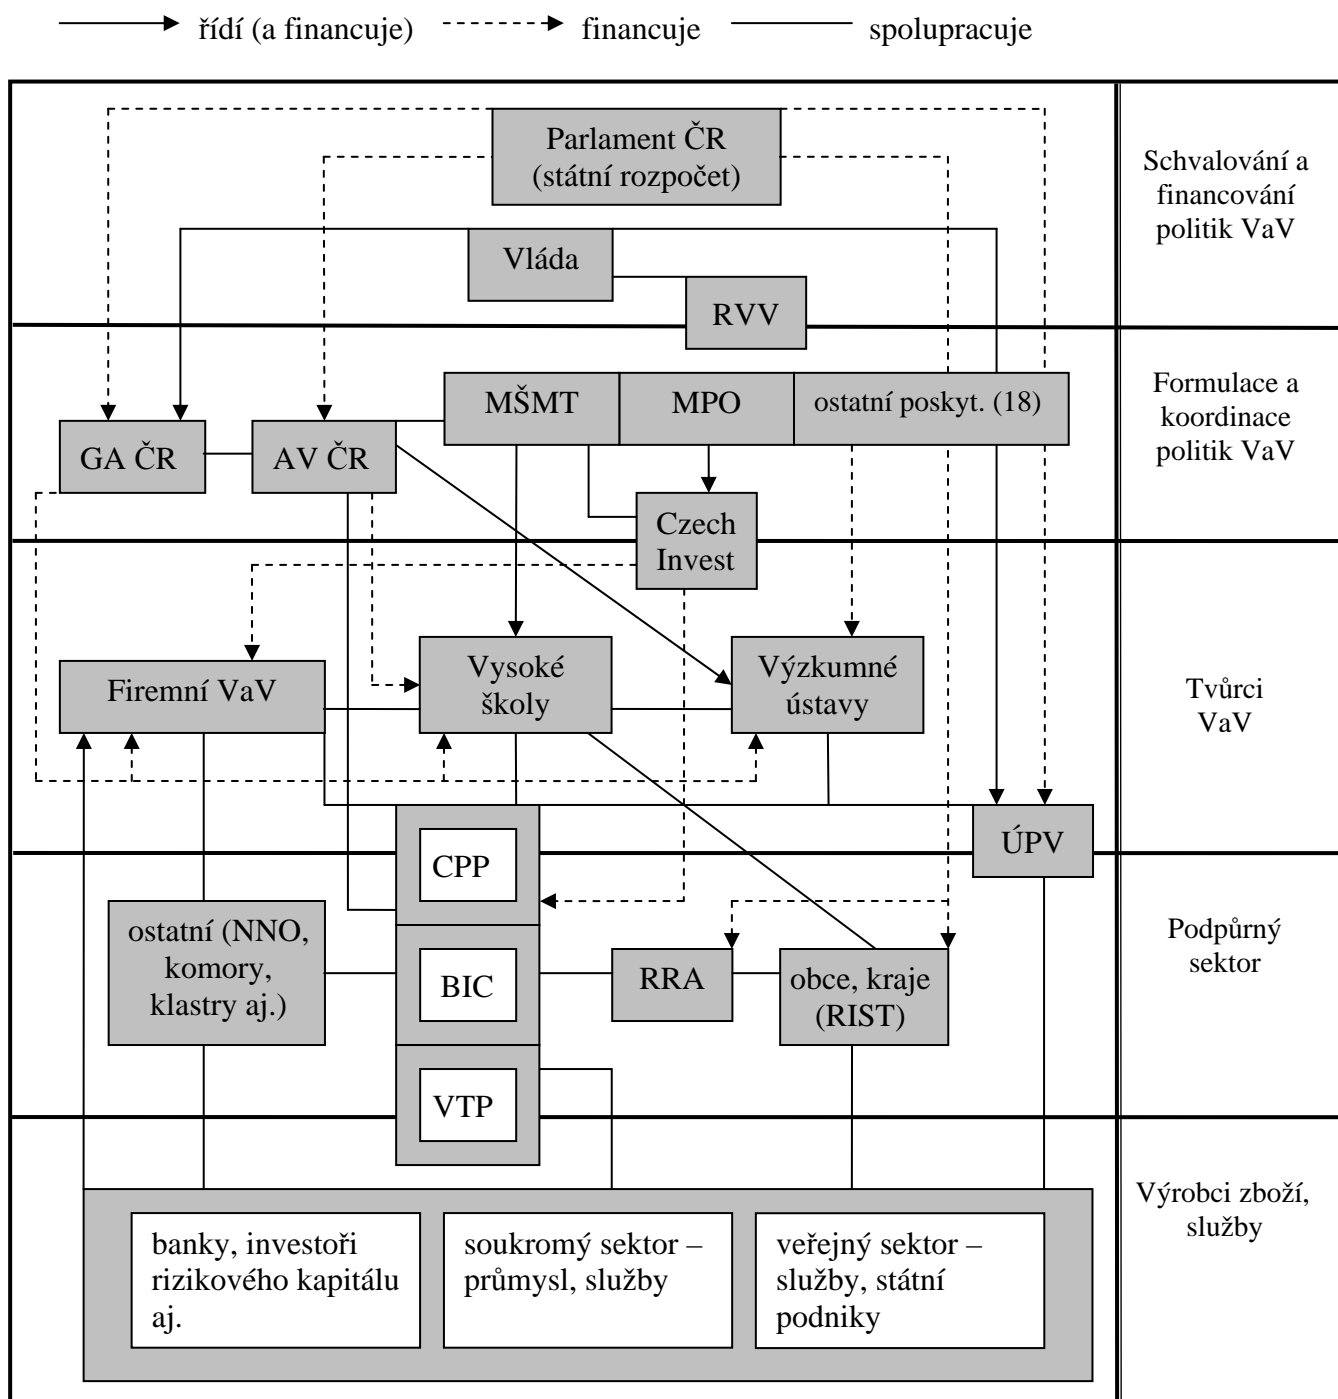 řídí (a financuje)
financuje
spolupracuje
Parlament ČR
(státní rozpočet)
Schvalování a
financování
politik VaV
Vláda
RVV
MŠMT
MPO
ostatní poskyt. (18)
Formulace a
koordinace
politik VaV
GA ČR
AV ČR
Czech
Invest
Firemní VaV
Vysoké
školy
Výzkumné
ústavy
Tvůrci
VaV
CPP
ÚPV
ostatní (NNO,
komory,
klastry aj.)
BIC
RRA
obce, kraje
(RIST)
Podpůrný
sektor
VTP
banky, investoři
rizikového kapitálu
aj.
soukromý sektor –
průmysl, služby
veřejný sektor –
služby, státní
podniky
Výrobci zboží,
služby